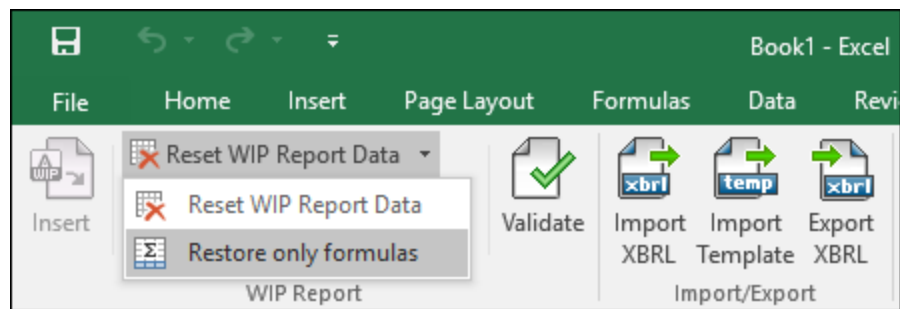 Book1 - Excel
File Home Insert Page Layout Formulas Data Revi
Reset WIP Report Data
Reset WIP Report Data
Restore only formulas
A WIP
Insert
Validate
xbrl
Import XBRL
temp
Import Template
xbrl
Export XBRL
WIP Report
Import/Export